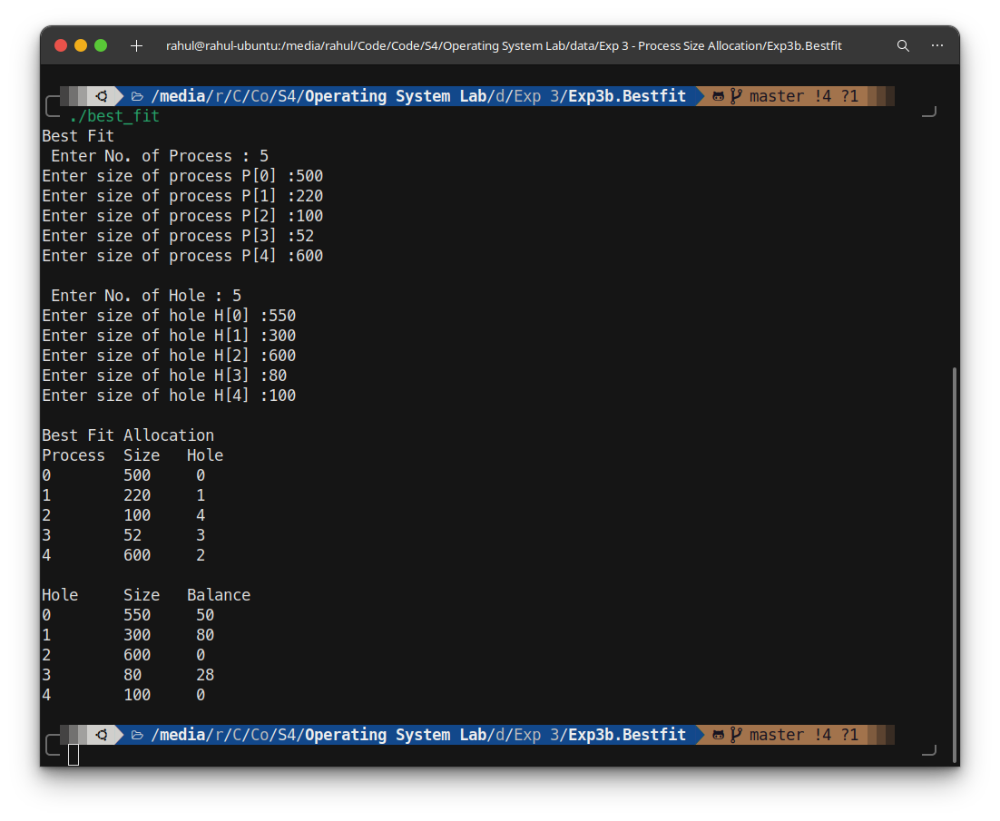 rahul@rahul-ubuntu:/media/rahul/Code/Code/S4/Operating System Lab/data/Exp 3 - Process Size Allocation/Exp3b.Bestfit
/media/r/C/Co/S4/Operating System Lab/d/Exp 3/Exp3b.Bestfit master !4 ?1
./best_fit
Best Fit
Enter No. of Process : 5
Enter size of process P[0] :500
Enter size of process P[1] :220
Enter size of process P[2] :100
Enter size of process P[3] :52
Enter size of process P[4] :600
Enter No. of Hole : 5
Enter size of hole H[0] :550
Enter size of hole H[1] :300
Enter size of hole H[2] :600
Enter size of hole H[3] :80
Enter size of hole H[4] :100
Best Fit Allocation
Process Size Hole
0 500 0
1 220 1
2 100 4
3 52 3
4 600 2
Hole Size Balance
0 550 50
1 300 80
2 600 0
3 80 28
4 100 0
/media/r/C/Co/S4/Operating System Lab/d/Exp 3/Exp3b.Bestfit master !4 ?1